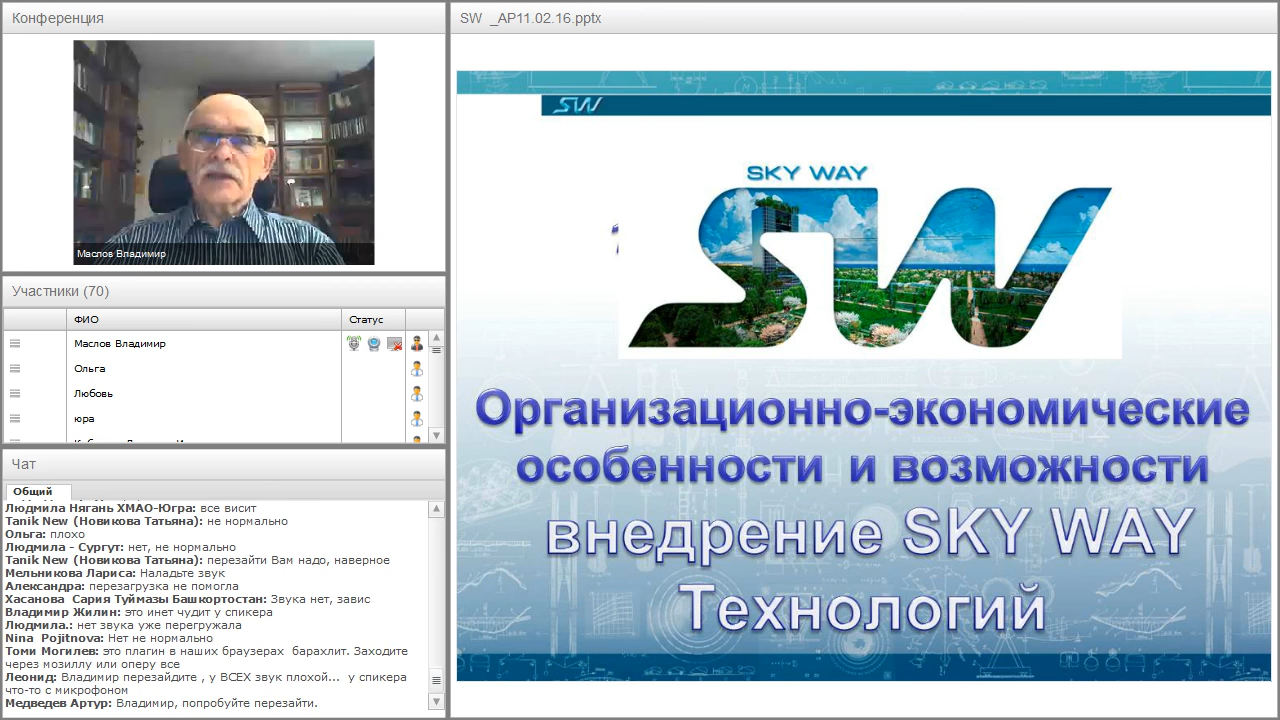 Конференция
Маслов Владимир
Участники (70)
ФИО Статус
Маслов Владимир
Ольга
Любовь
юра
Чат
Общий
Людмила Нягань ХМАО-Югра: все висит
Tanik New (Новикова Татьяна): не нормально
Ольга: плохо
Людмила - Сургут: нет, не нормально
Tanik New (Новикова Татьяна): перезайти Вам надо, наверное
Мельникова Лариса: Наладьте звук
Александра: перезагрузка не помогла
Хасанова Сария Туймазы Башкортостан: Звука нет, завис
Владимир Жилин: это инет чудит у спикера
Людмила.: нет звука уже перегружала
Nina Pojitnova: Нет не нормально
Томи Могилев: это плагин в наших браузорах барахлит. Заходите
через мозиллу или оперу все
Леонид: Владимир перезайдите , у ВСЕХ звук плохой... у спикера
что-то с микрофоном
Медведев Артур: Владимир, попробуйте перезайти.
SW _AP11.02.16.pptx
SW
SKY WAY
SW
Организационно-экономические
особенности и возможности
внедрение SKY WAY
Технологий